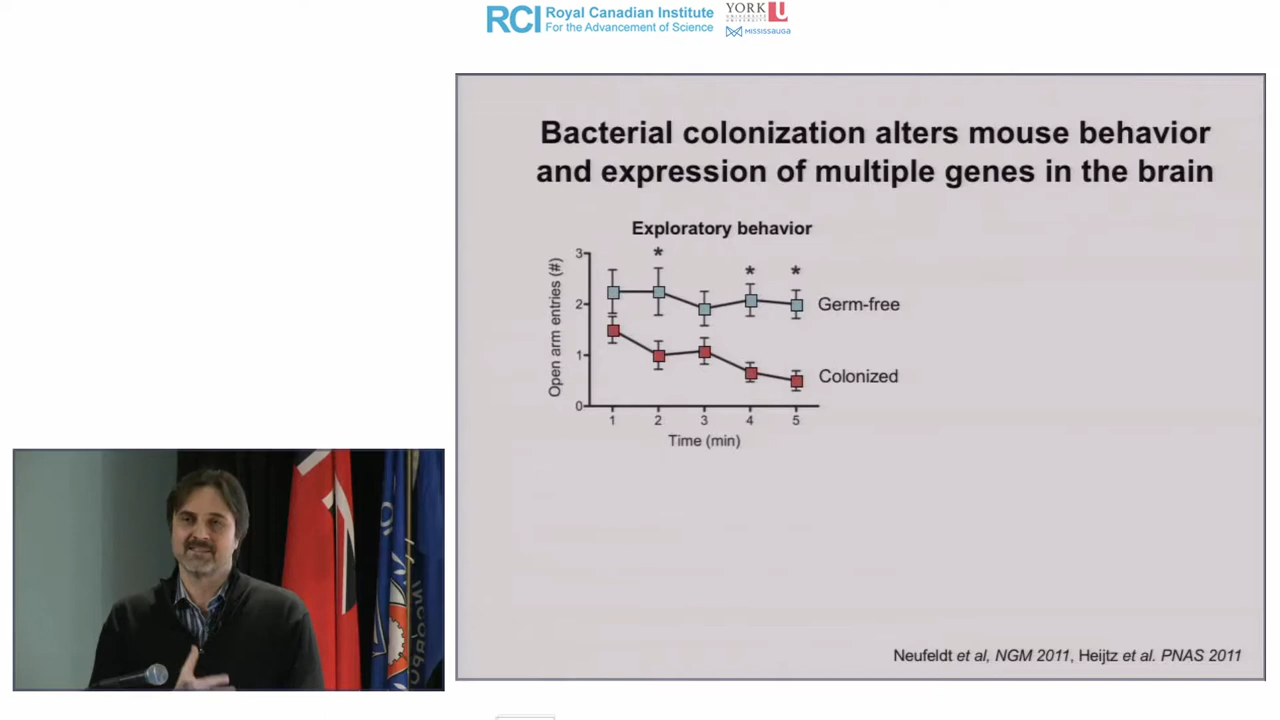 RCI Royal Canadian Institute
For the Advancement of Science
YORK U
UNIVERSITÉ UNIVERSITY
MISSISSAUGA
Bacterial colonization alters mouse behavior
and expression of multiple genes in the brain
Exploratory behavior
Open arm entries (#)
3
2
1
0
* * *
Germ-free
Colonized
1 2 3 4 5
Time (min)
Neufeldt et al, NGM 2011, Heijtz et al. PNAS 2011